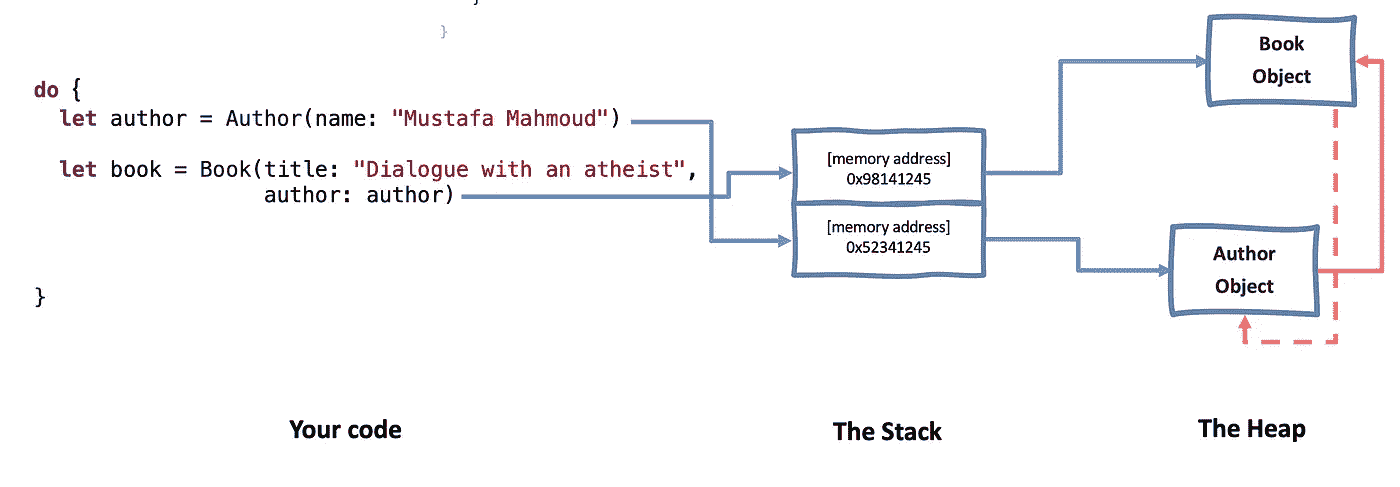 }
do {
let author = Author(name: "Mustafa Mahmoud")
let book = Book(title: "Dialogue with an atheist",
author: author)
}
[memory address]
0x98141245
[memory address]
0x52341245
Book
Object
Author
Object
Your code
The Stack
The Heap